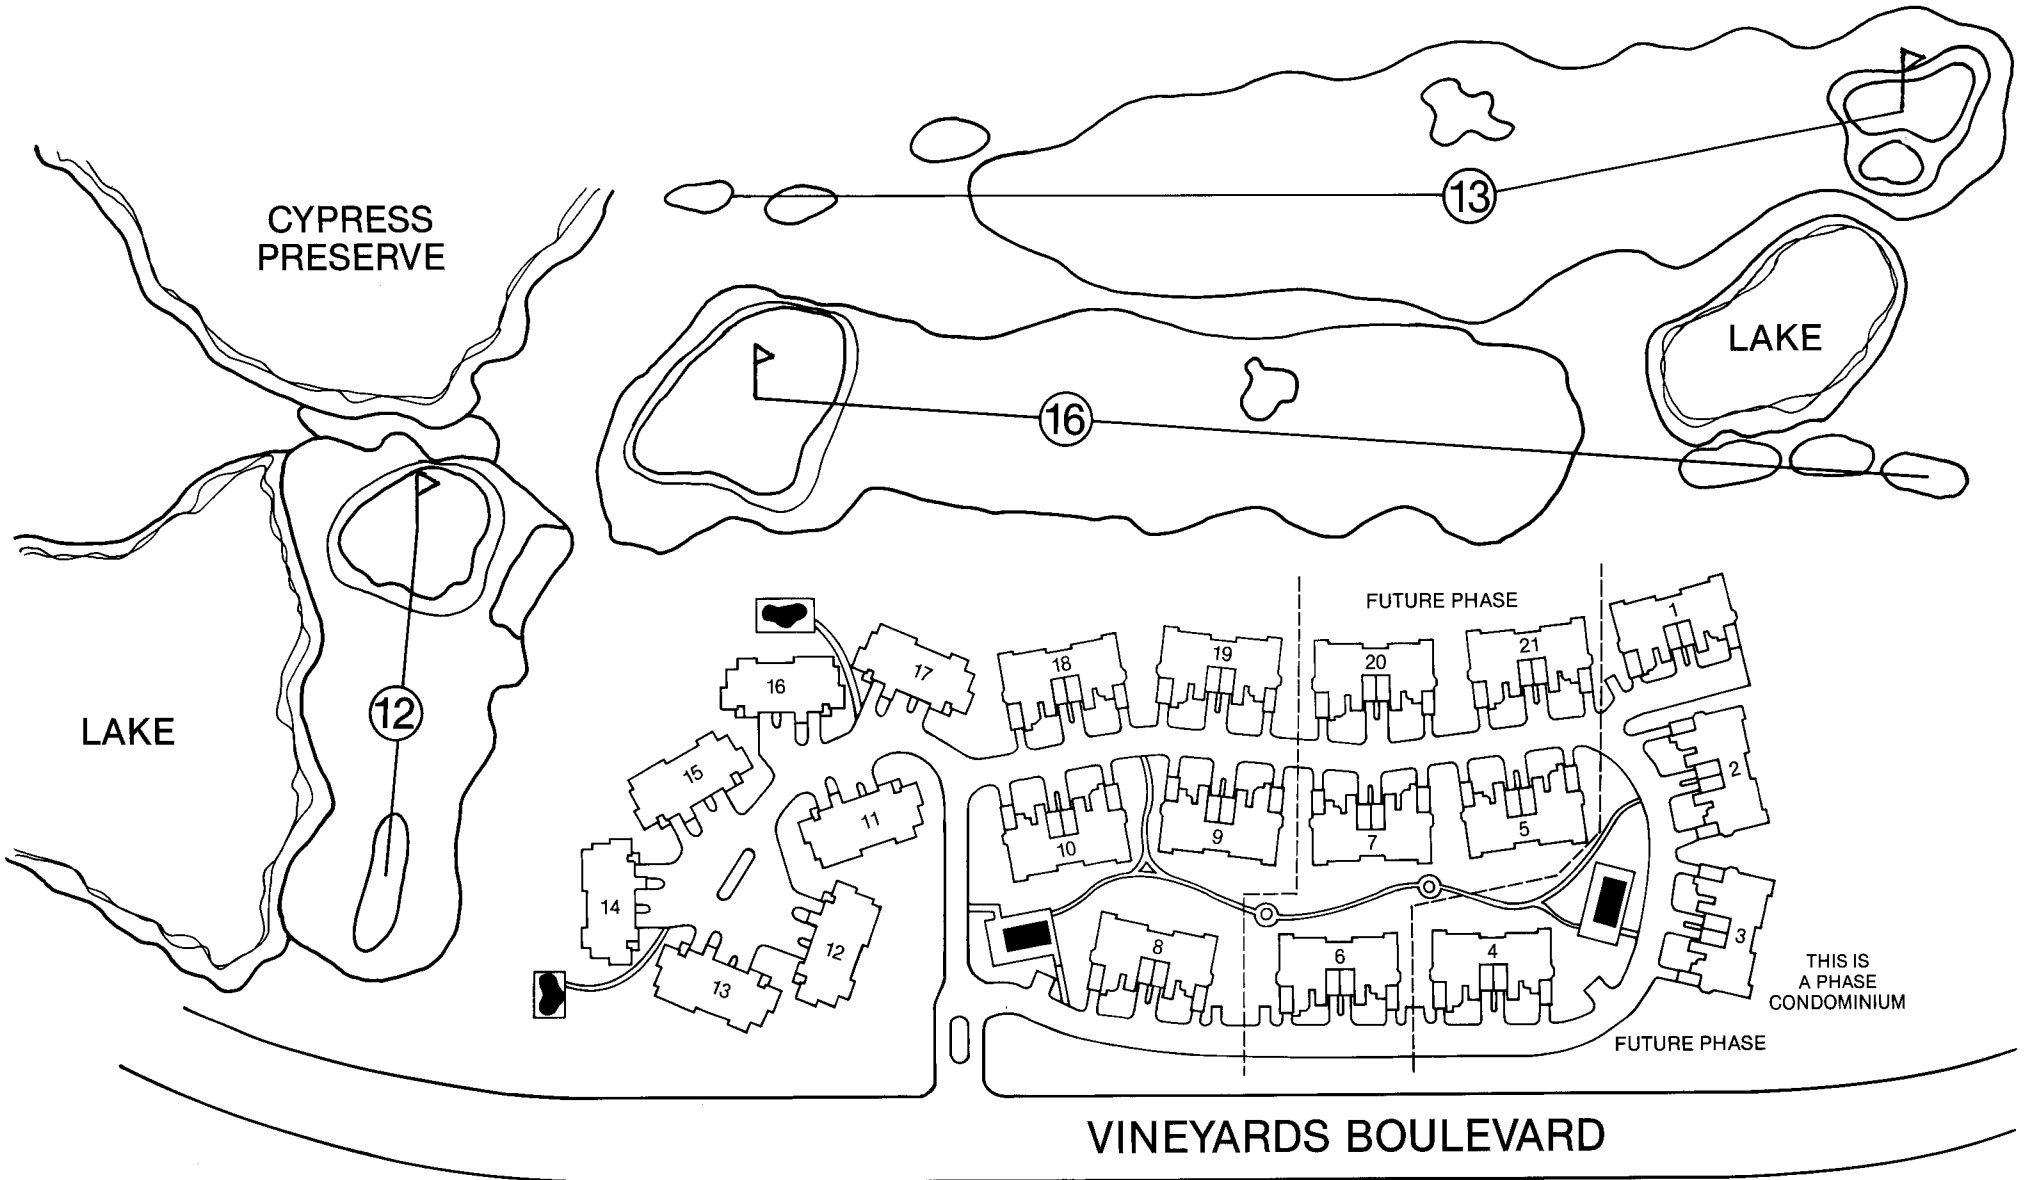 13
CYPRESS
PRESERVE
LAKE
16
12
LAKE
FUTURE PHASE
1
17
18
19
20
21
16
2
15
11
10
9
7
5
14
12
13
8
6
4
3
THIS IS
A PHASE
CONDOMINIUM
FUTURE PHASE
VINEYARDS BOULEVARD